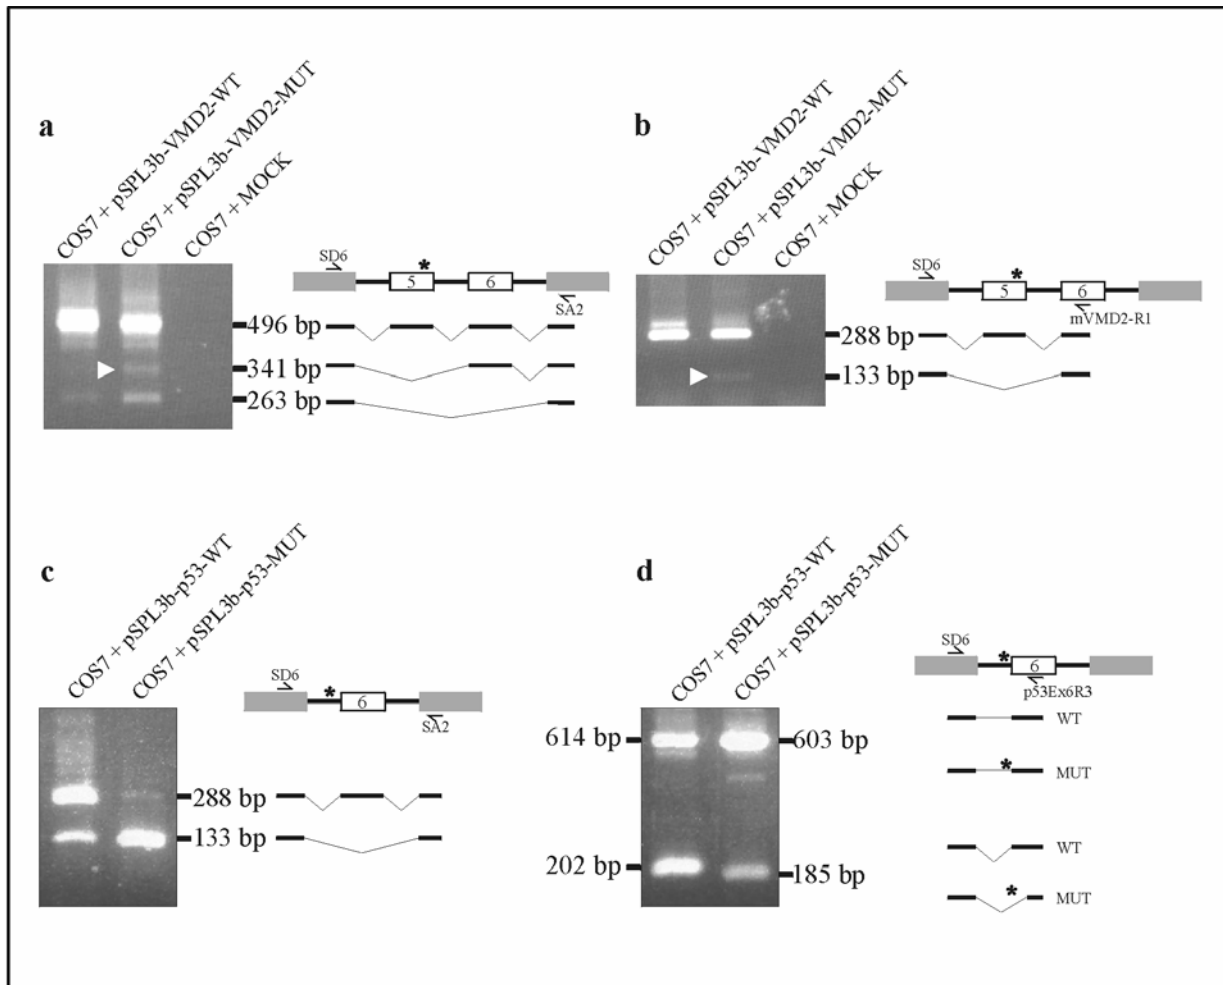 a
COS7 + pSPL3b-VMD2-WT
COS7 + pSPL3b-VMD2-MUT
COS7 + MOCK
SD6
*
5
6
SA2
496 bp
341 bp
263 bp
b
COS7 + pSPL3b-VMD2-WT
COS7 + pSPL3b-VMD2-MUT
COS7 + MOCK
SD6
*
5
6
mVMD2-R1
288 bp
133 bp
c
COS7 + pSPL3b-p53-WT
COS7 + pSPL3b-p53-MUT
SD6
*
6
SA2
288 bp
133 bp
d
COS7 + pSPL3b-p53-WT
COS7 + pSPL3b-p53-MUT
SD6
*
6
p53Ex6R3
614 bp
603 bp
WT
* MUT
202 bp
185 bp
WT
* MUT